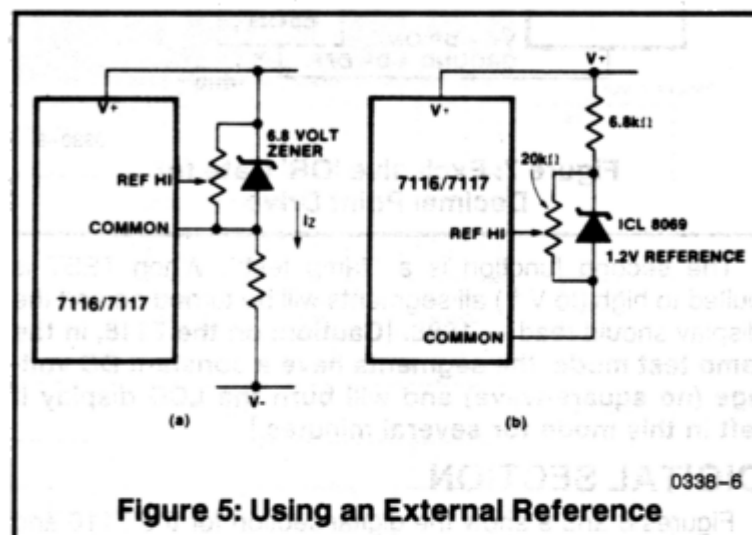 V+
6.8 VOLT
ZENER
REF HI
COMMON
IZ
7116/7117
V-
(a)
V+
V+
6.8kΩ
20kΩ
7116/7117
REF HI
ICL 8069
1.2V REFERENCE
COMMON
(b)
0338-6
Figure 5: Using an External Reference